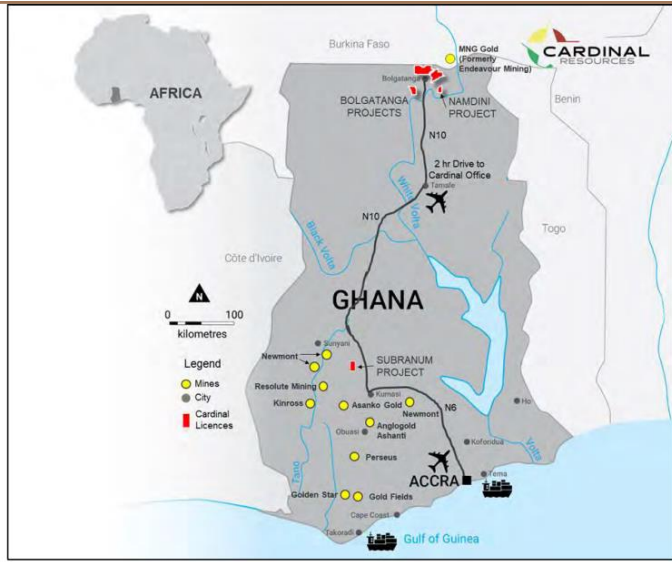 Burkina Faso
MNG Gold
(Formerly
Endeavour Mining)
CARDINAL
RESOURCES
AFRICA
Bolgatanga
BOLGATANGA
PROJECTS
NAMDINI
PROJECT
Benin
N10
2 hr Drive to
Cardinal Office
Tamale
White Volta
N10
Black Volta
Togo
Côte d'Ivoire
N
0 100
kilometres
GHANA
Legend
Mines
City
Cardinal
Licences
Sunyani
Newmont
SUBRANUM
PROJECT
Resolute Mining
Kinross
Kumasi
Asanko Gold
Newmont
N6
Ho
Obuasi
Anglogold
Ashanti
Koforidua
Volta
Perseus
Tano
Tema
ACCRA
Golden Star
Gold Fields
Cape Coast
Takoradi
Gulf of Guinea